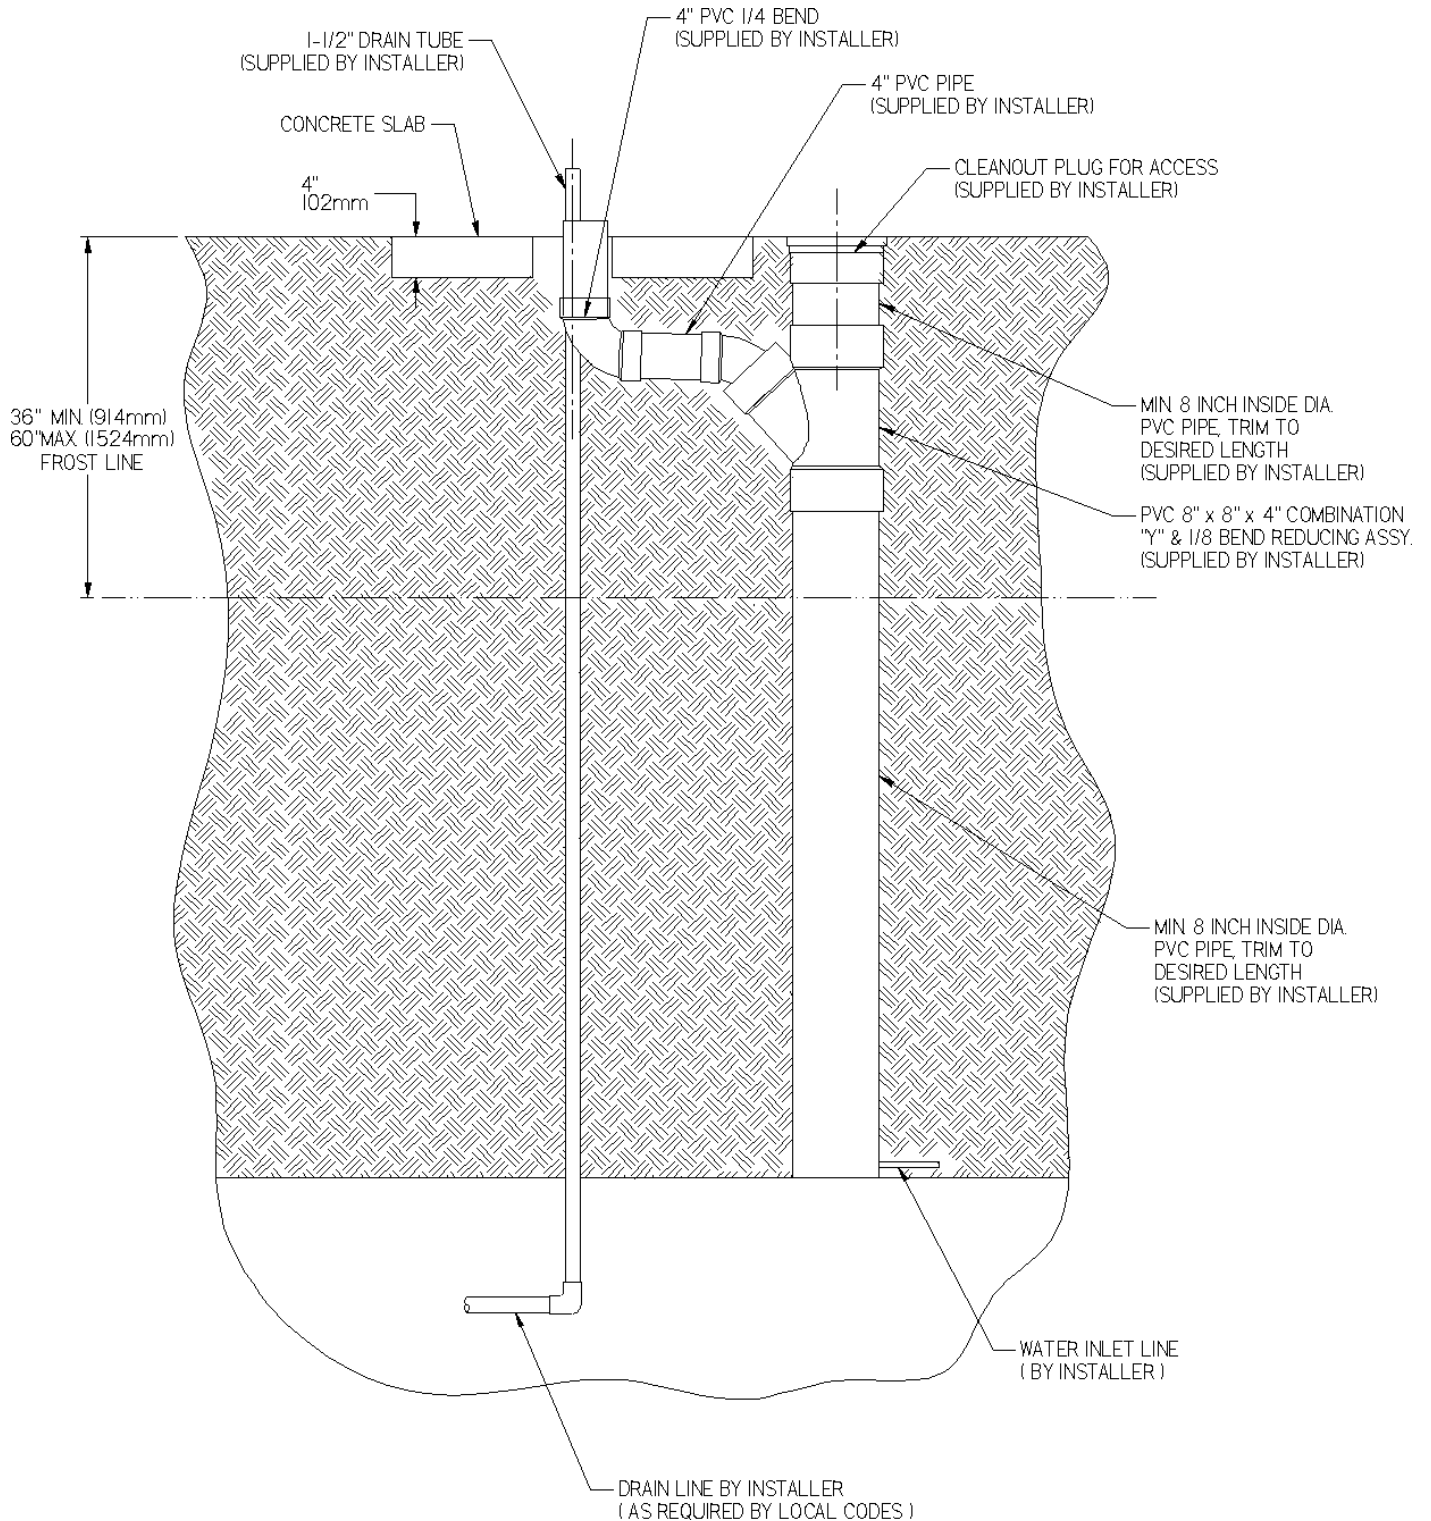 4" PVC 1/4 BEND
(SUPPLIED BY INSTALLER)
1-1/2" DRAIN TUBE
(SUPPLIED BY INSTALLER)
4" PVC PIPE
(SUPPLIED BY INSTALLER)
CONCRETE SLAB
CLEANOUT PLUG FOR ACCESS
(SUPPLIED BY INSTALLER)
4"
102mm
36" MIN. (914mm)
60"MAX. (1524mm)
FROST LINE
MIN. 8 INCH INSIDE DIA.
PVC PIPE, TRIM TO
DESIRED LENGTH
(SUPPLIED BY INSTALLER)
PVC 8" x 8" x 4" COMBINATION
"Y" & 1/8 BEND REDUCING ASSY.
(SUPPLIED BY INSTALLER)
MIN. 8 INCH INSIDE DIA.
PVC PIPE, TRIM TO
DESIRED LENGTH
(SUPPLIED BY INSTALLER)
WATER INLET LINE
( BY INSTALLER )
DRAIN LINE BY INSTALLER
( AS REQUIRED BY LOCAL CODES )